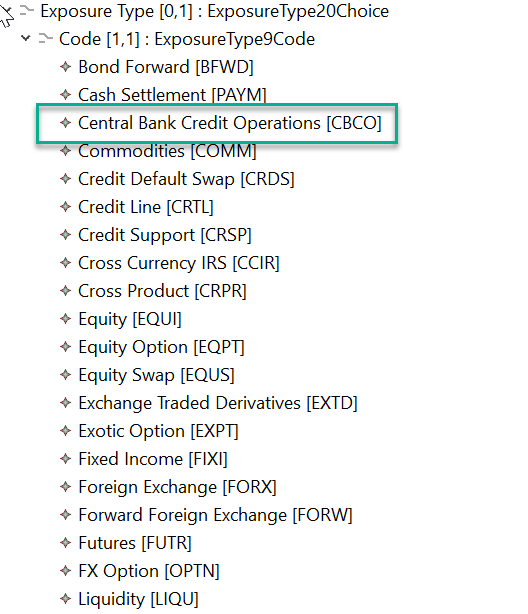 Exposure Type [0,1] : ExposureType20Choice
Code [1,1] : ExposureType9Code
Bond Forward [BFWD]
Cash Settlement [PAYM]
Central Bank Credit Operations [CBCO]
Commodities [COMM]
Credit Default Swap [CRDS]
Credit Line [CRTL]
Credit Support [CRSP]
Cross Currency IRS [CCIR]
Cross Product [CRPR]
Equity [EQUI]
Equity Option [EQPT]
Equity Swap [EQUS]
Exchange Traded Derivatives [EXTD]
Exotic Option [EXPT]
Fixed Income [FIXI]
Foreign Exchange [FORX]
Forward Foreign Exchange [FORW]
Futures [FUTR]
FX Option [OPTN]
Liquidity [LIQU]